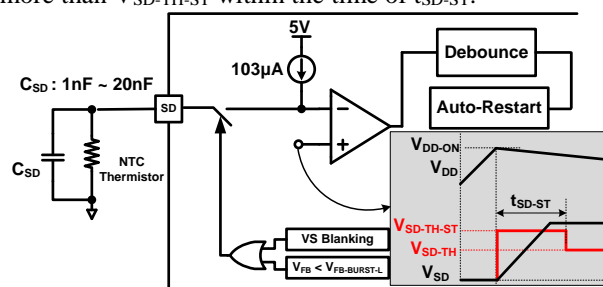 more than V_SD-TH-ST within the time of t_SD-ST.
5V
103µA
C_SD : 1nF ~ 20nF
SD
Debounce
Auto-Restart
C_SD
NTC
Thermistor
VS Blanking
V_FB < V_FB-BURST-L
V_DD-ON
V_DD
t_SD-ST
V_SD-TH-ST
V_SD-TH
V_SD